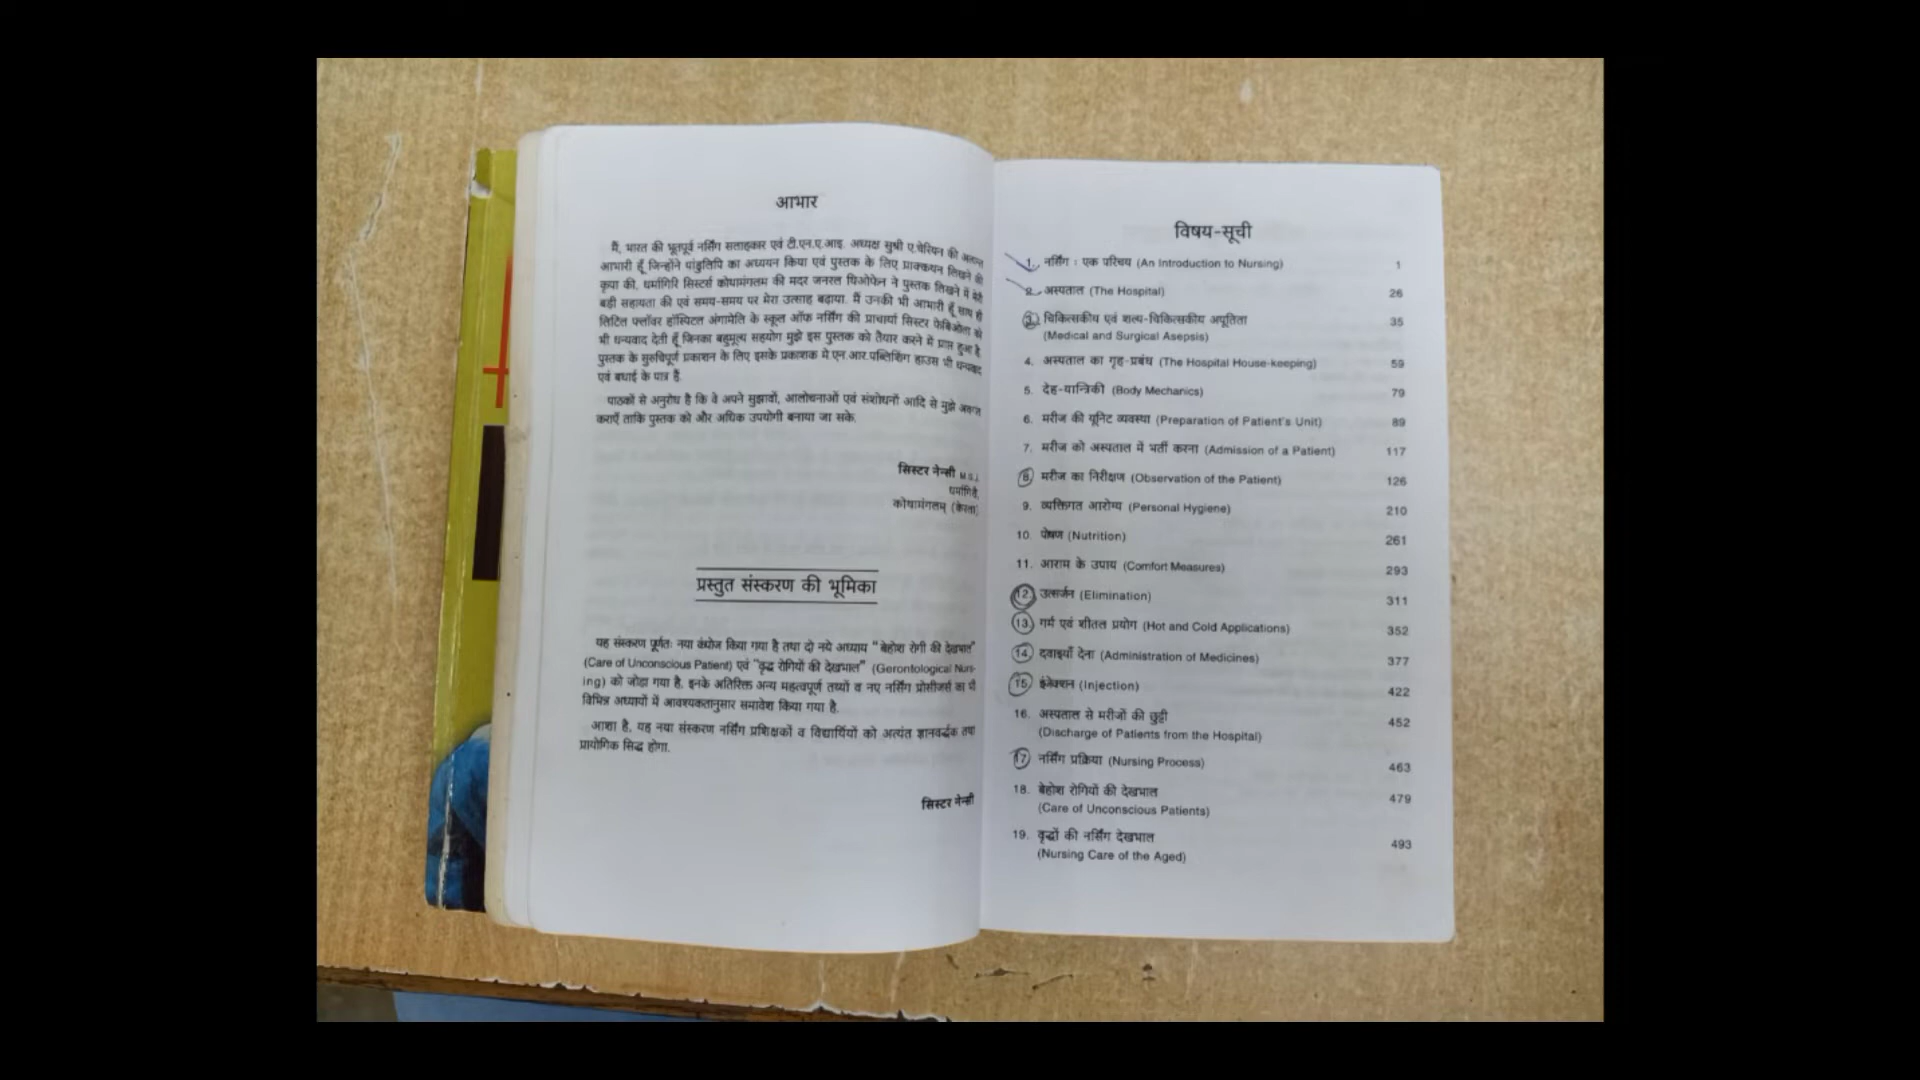 आभार
मैं, भारत की भूतपूर्व नर्सिंग सलाहकार एवं टी.एन.ए.आइ. अध्यक्ष सुश्री ए.चेरियन की अत्यन्त
आभारी हूँ जिन्होंने पांडुलिपि का अध्ययन किया एवं पुस्तक के लिए प्राक्कथन लिखने की
कृपा की. धर्मागिरि सिस्टर्स कोथामंगलम की मदर जनरल थिओफेन ने पुस्तक लिखने में मेरी
बड़ी सहायता की एवं समय-समय पर मेरा उत्साह बढ़ाया. मैं उनकी भी आभारी हूँ साथ ही
लिटिल फ्लॉवर हॉस्पिटल अंगामेलि के स्कूल ऑफ नर्सिंग की प्राचार्या सिस्टर फेबिओला को
भी धन्यवाद देती हूँ जिनका बहुमूल्य सहयोग मुझे इस पुस्तक को तैयार करने में प्राप्त हुआ है.
पुस्तक के सुरुचिपूर्ण प्रकाशन के लिए इसके प्रकाशक मे एन.आर.पब्लिशिंग हाउस भी धन्यवाद
एवं बधाई के पात्र हैं.
पाठकों से अनुरोध है कि वे अपने सुझावों, आलोचनाओं एवं संशोधनों आदि से मुझे अवगत
कराएँ ताकि पुस्तक को और अधिक उपयोगी बनाया जा सके.
सिस्टर नेन्सी M.S.J.
धर्मागिरी,
कोथामंगलम् (केरला)
प्रस्तुत संस्करण की भूमिका
यह संस्करण पूर्णतः नया कंपोज किया गया है तथा दो नये अध्याय "बेहोश रोगी की देखभाल"
(Care of Unconscious Patient) एवं "वृद्ध रोगियों की देखभाल" (Gerontological Nurs-
ing) को जोड़ा गया है. इनके अतिरिक्त अन्य महत्वपूर्ण तथ्यों व नए नर्सिंग प्रोसीजर्स का भी
विभिन्न अध्यायों में आवश्यकतानुसार समावेश किया गया है.
आशा है, यह नया संस्करण नर्सिंग प्रशिक्षकों व विद्यार्थियों को अत्यंत ज्ञानवर्द्धक तथा
प्रायोगिक सिद्ध होगा.
सिस्टर नेन्सी
विषय-सूची
1. नर्सिंग : एक परिचय (An Introduction to Nursing) 1
2. अस्पताल (The Hospital) 26
3. चिकित्सकीय एवं शल्य-चिकित्सकीय अपूतिता 35
(Medical and Surgical Asepsis)
4. अस्पताल का गृह-प्रबंध (The Hospital House-keeping) 59
5. देह-यान्त्रिकी (Body Mechanics) 79
6. मरीज की यूनिट व्यवस्था (Preparation of Patient's Unit) 89
7. मरीज को अस्पताल में भर्ती करना (Admission of a Patient) 117
8. मरीज का निरीक्षण (Observation of the Patient) 126
9. व्यक्तिगत आरोग्य (Personal Hygiene) 210
10. पोषण (Nutrition) 261
11. आराम के उपाय (Comfort Measures) 293
12. उत्सर्जन (Elimination) 311
13. गर्म एवं शीतल प्रयोग (Hot and Cold Applications) 352
14. दवाइयाँ देना (Administration of Medicines) 377
15. इंजेक्शन (Injection) 422
16. अस्पताल से मरीजों की छुट्टी 452
(Discharge of Patients from the Hospital)
17. नर्सिंग प्रक्रिया (Nursing Process) 463
18. बेहोश रोगियों की देखभाल 479
(Care of Unconscious Patients)
19. वृद्धों की नर्सिंग देखभाल 493
(Nursing Care of the Aged)